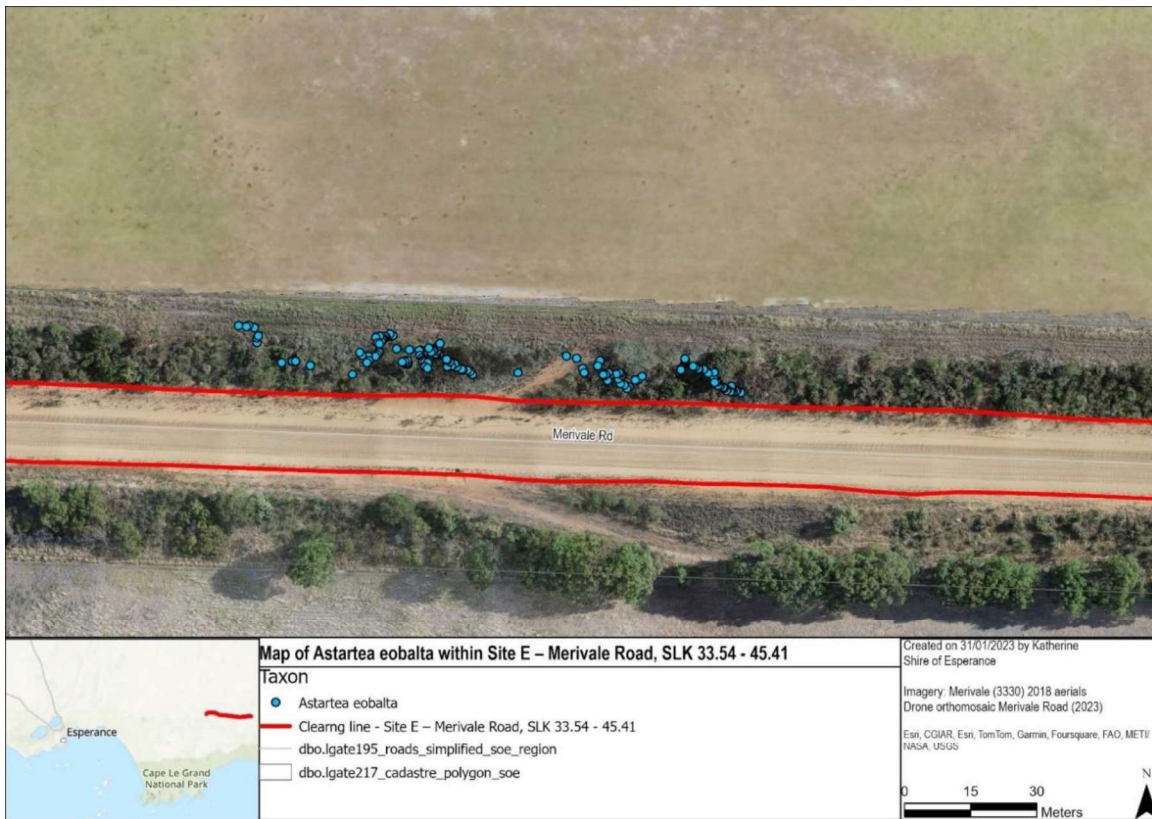 Merivale Rd
Map of Astartea eobalta within Site E – Merivale Road, SLK 33.54 - 45.41
Taxon
Astartea eobalta
Clearng line - Site E – Merivale Road, SLK 33.54 - 45.41
dbo.lgate195_roads_simplified_soe_region
dbo.lgate217_cadastre_polygon_soe
Esperance
Cape Le Grand
National Park
Created on 31/01/2023 by Katherine
Shire of Esperance
Imagery: Merivale (3330) 2018 aerials
Drone orthomosaic Merivale Road (2023)
Esri, CGIAR, Esri, TomTom, Garmin, Foursquare, FAO, METI/
NASA, USGS
N
0 15 30
Meters